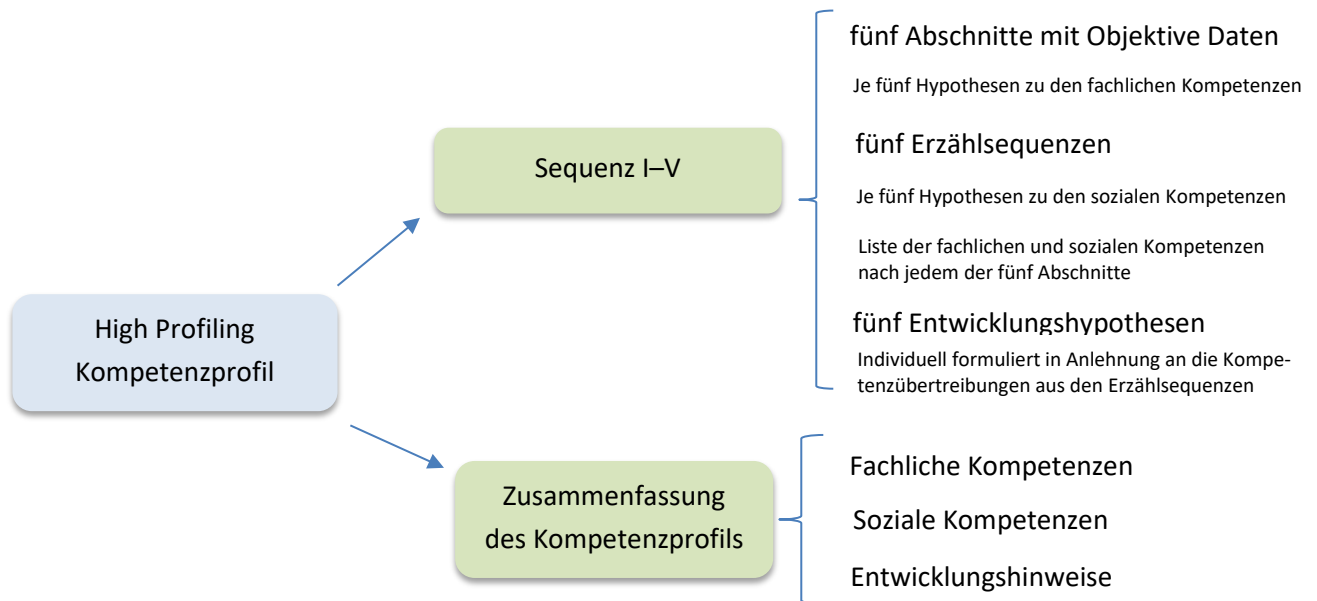 fünf Abschnitte mit Objektive Daten
Je fünf Hypothesen zu den fachlichen Kompetenzen
fünf Erzählsequenzen
Sequenz I–V
Je fünf Hypothesen zu den sozialen Kompetenzen
Liste der fachlichen und sozialen Kompetenzen
nach jedem der fünf Abschnitte
High Profiling
Kompetenzprofil
fünf Entwicklungshypothesen
Individuell formuliert in Anlehnung an die Kompe-
tenzübertreibungen aus den Erzählsequenzen
Zusammenfassung
des Kompetenzprofils
Fachliche Kompetenzen
Soziale Kompetenzen
Entwicklungshinweise